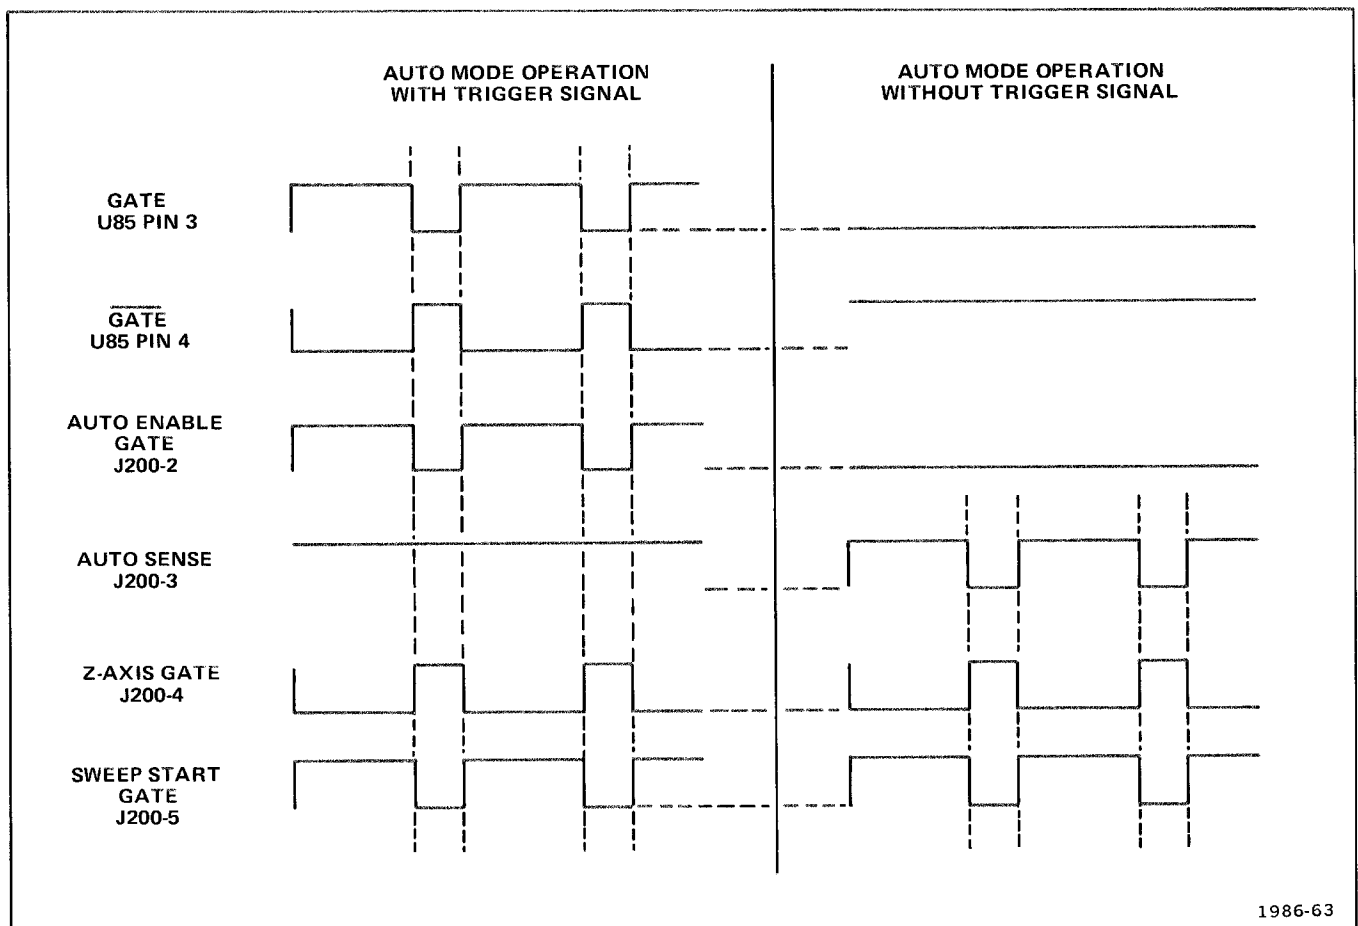 AUTO MODE OPERATION
WITH TRIGGER SIGNAL
AUTO MODE OPERATION
WITHOUT TRIGGER SIGNAL
GATE
U85 PIN 3
GATE
U85 PIN 4
AUTO ENABLE
GATE
J200-2
AUTO SENSE
J200-3
Z-AXIS GATE
J200-4
SWEEP START
GATE
J200-5
1986-63